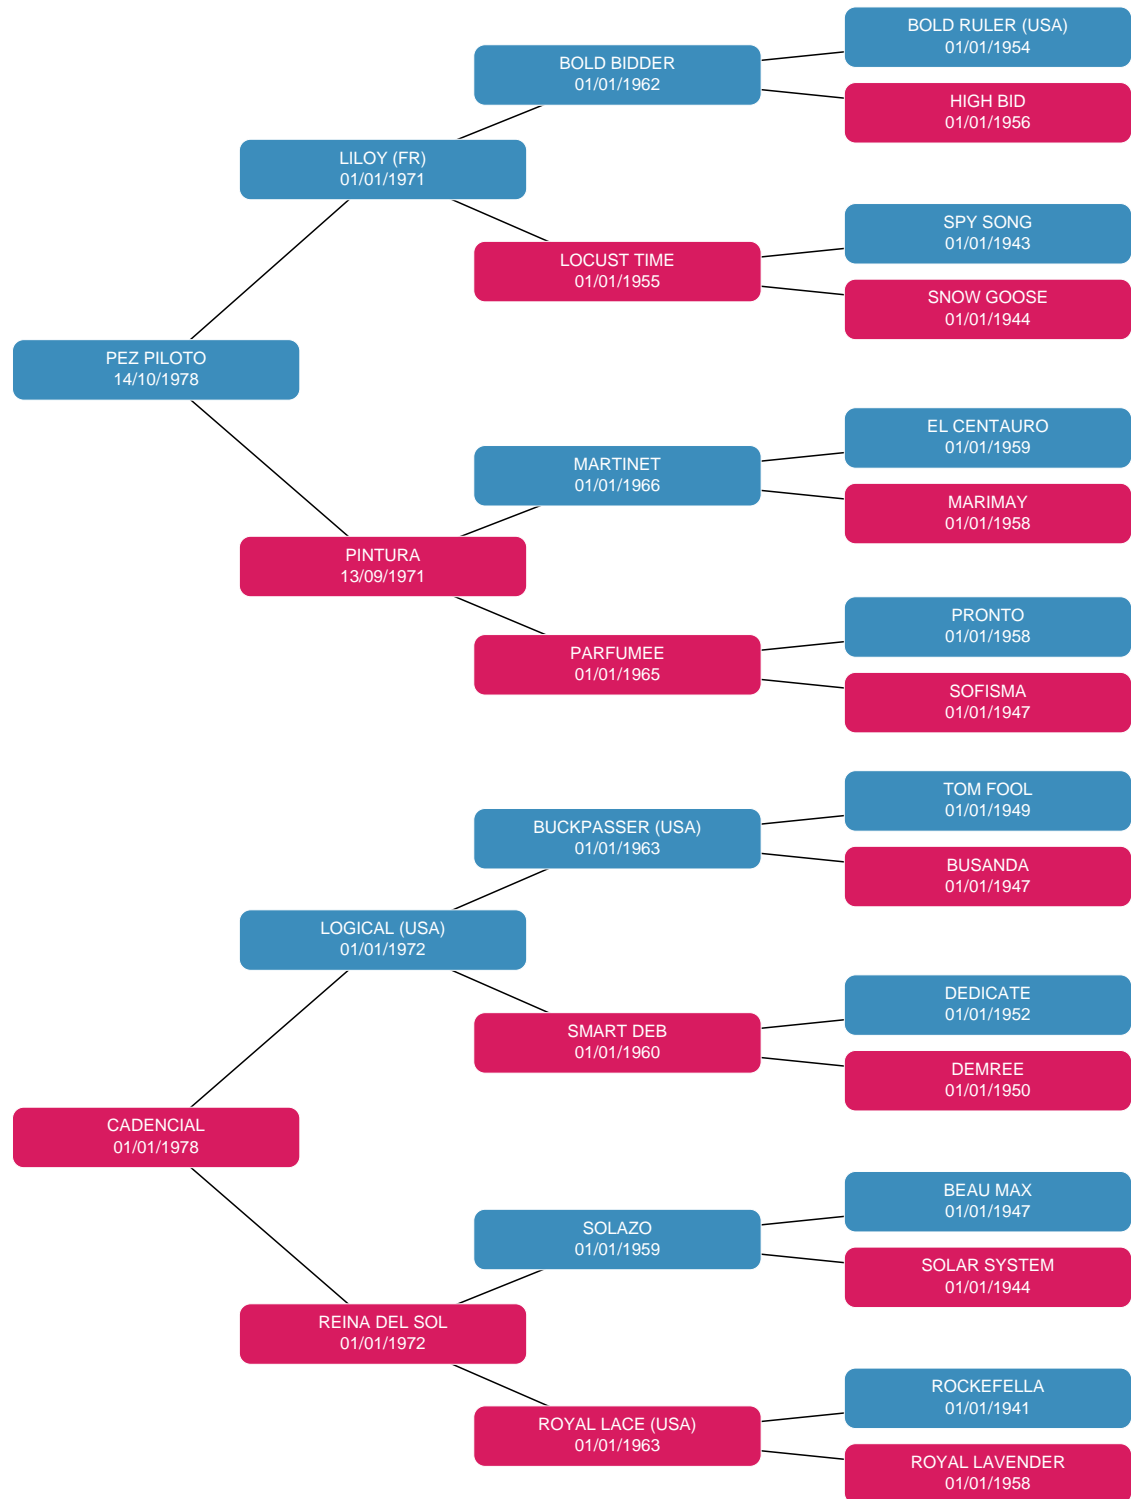 BOLD RULER (USA)
01/01/1954
BOLD BIDDER
01/01/1962
HIGH BID
01/01/1956
LILOY (FR)
01/01/1971
SPY SONG
01/01/1943
LOCUST TIME
01/01/1955
SNOW GOOSE
01/01/1944
PEZ PILOTO
14/10/1978
EL CENTAURO
01/01/1959
MARTINET
01/01/1966
MARIMAY
01/01/1958
PINTURA
13/09/1971
PRONTO
01/01/1958
PARFUMEE
01/01/1965
SOFISMA
01/01/1947
TOM FOOL
01/01/1949
BUCKPASSER (USA)
01/01/1963
BUSANDA
01/01/1947
LOGICAL (USA)
01/01/1972
DEDICATE
01/01/1952
SMART DEB
01/01/1960
DEMREE
01/01/1950
CADENCIAL
01/01/1978
BEAU MAX
01/01/1947
SOLAZO
01/01/1959
SOLAR SYSTEM
01/01/1944
REINA DEL SOL
01/01/1972
ROCKEFELLA
01/01/1941
ROYAL LACE (USA)
01/01/1963
ROYAL LAVENDER
01/01/1958